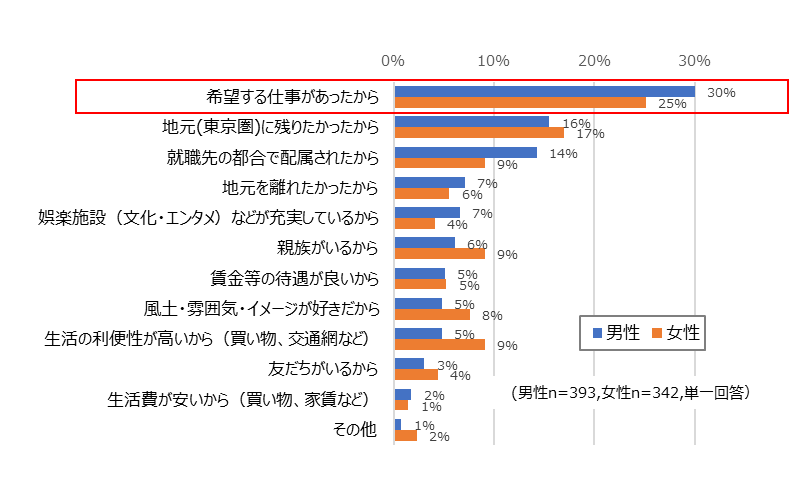 0% 10% 20% 30%
希望する仕事があったから 30% 25%
地元(東京圏)に残りたかったから 16% 17%
就職先の都合で配属されたから 14% 9%
地元を離れたかったから 7% 6%
娯楽施設（文化・エンタメ）などが充実しているから 7% 4%
親族がいるから 6% 9%
賃金等の待遇が良いから 5% 5%
風土・雰囲気・イメージが好きだから 5% 8%
生活の利便性が高いから（買い物、交通網など） 5% 9%
友だちがいるから 3% 4%
生活費が安いから（買い物、家賃など） 2% 1%
その他 1% 2%
男性 女性
(男性n=393,女性n=342,単一回答）